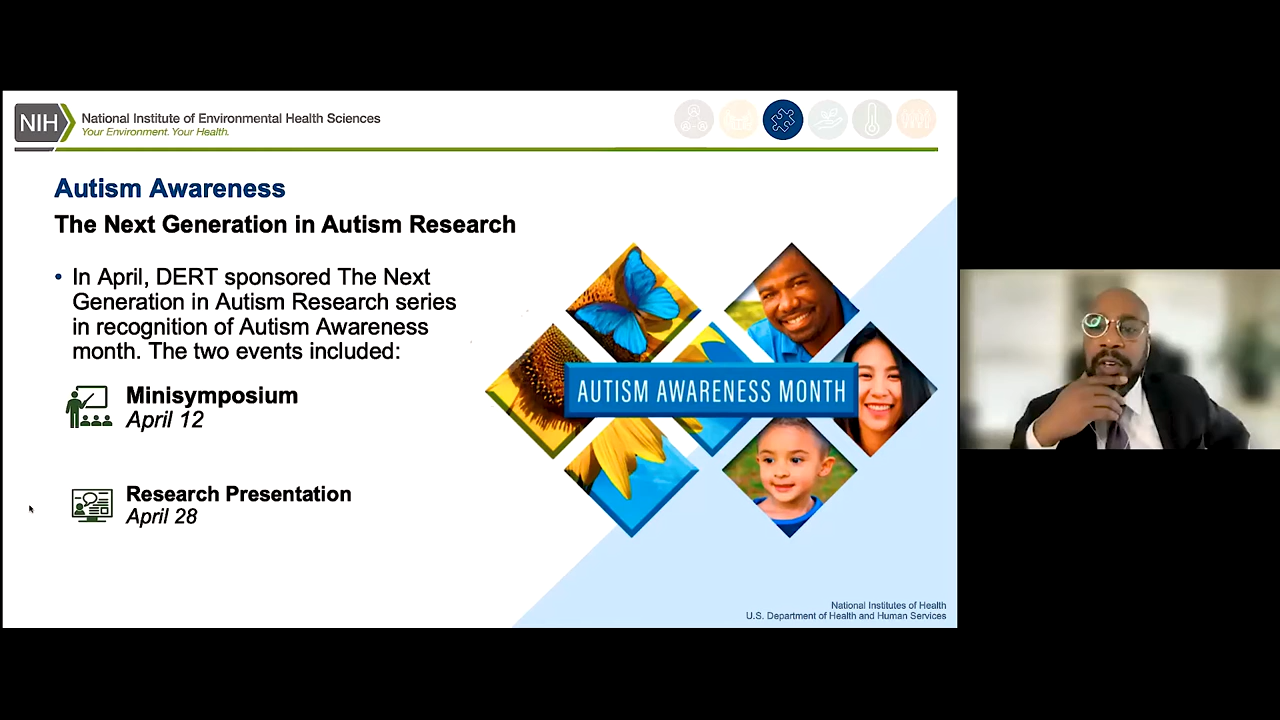 NIH
National Institute of Environmental Health Sciences
Your Environment. Your Health.
Autism Awareness
The Next Generation in Autism Research
• In April, DERT sponsored The Next
Generation in Autism Research series
in recognition of Autism Awareness
month. The two events included:
Minisymposium
April 12
Research Presentation
April 28
AUTISM AWARENESS MONTH
National Institutes of Health
U.S. Department of Health and Human Services